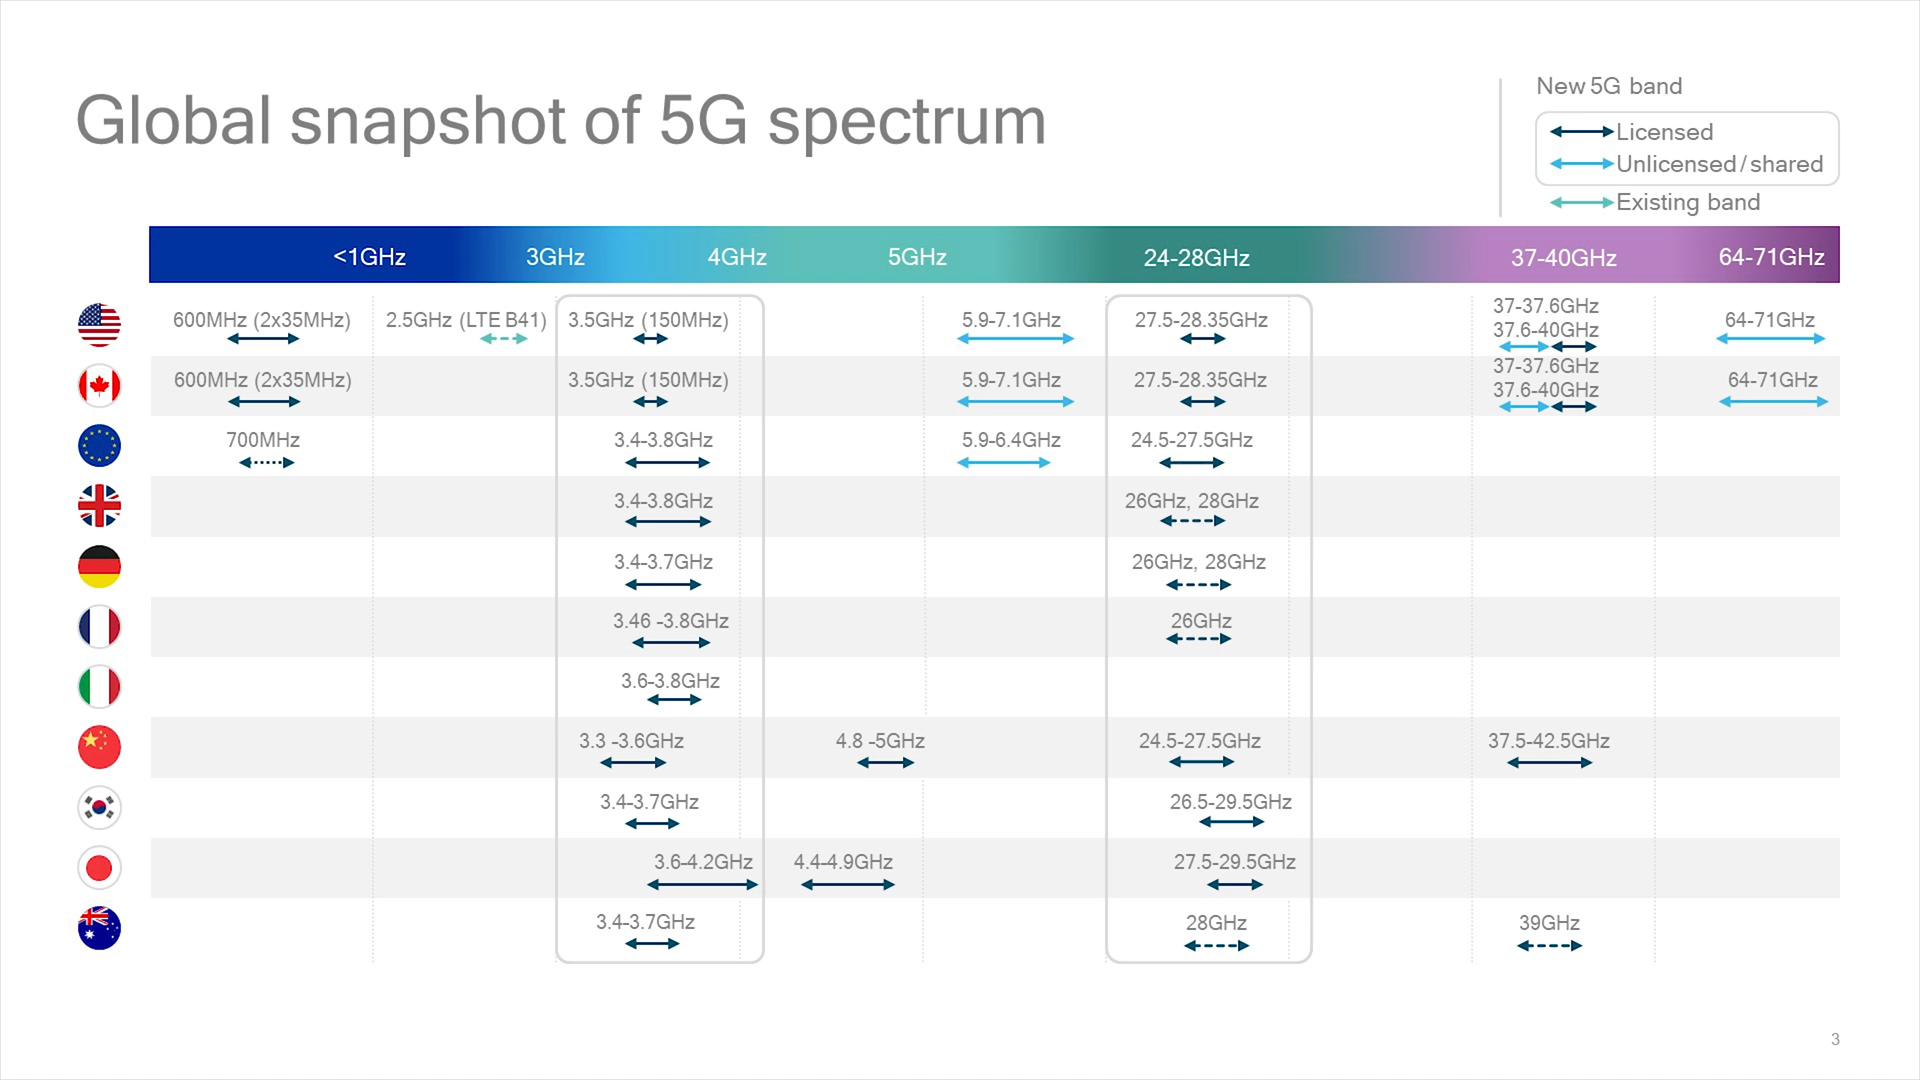 Global snapshot of 5G spectrum
New 5G band
Licensed
Unlicensed / shared
Existing band
<1GHz 3GHz 4GHz 5GHz 24-28GHz 37-40GHz 64-71GHz
600MHz (2x35MHz) 2.5GHz (LTE B41) 3.5GHz (150MHz) 5.9-7.1GHz 27.5-28.35GHz 37-37.6GHz 64-71GHz
37.6-40GHz
600MHz (2x35MHz) 3.5GHz (150MHz) 5.9-7.1GHz 27.5-28.35GHz 37-37.6GHz 64-71GHz
37.6-40GHz
700MHz 3.4-3.8GHz 5.9-6.4GHz 24.5-27.5GHz
3.4-3.8GHz 26GHz, 28GHz
3.4-3.7GHz 26GHz, 28GHz
3.46 -3.8GHz 26GHz
3.6-3.8GHz
3.3 -3.6GHz 4.8 -5GHz 24.5-27.5GHz 37.5-42.5GHz
3.4-3.7GHz 26.5-29.5GHz
3.6-4.2GHz 4.4-4.9GHz 27.5-29.5GHz
3.4-3.7GHz 28GHz 39GHz
3